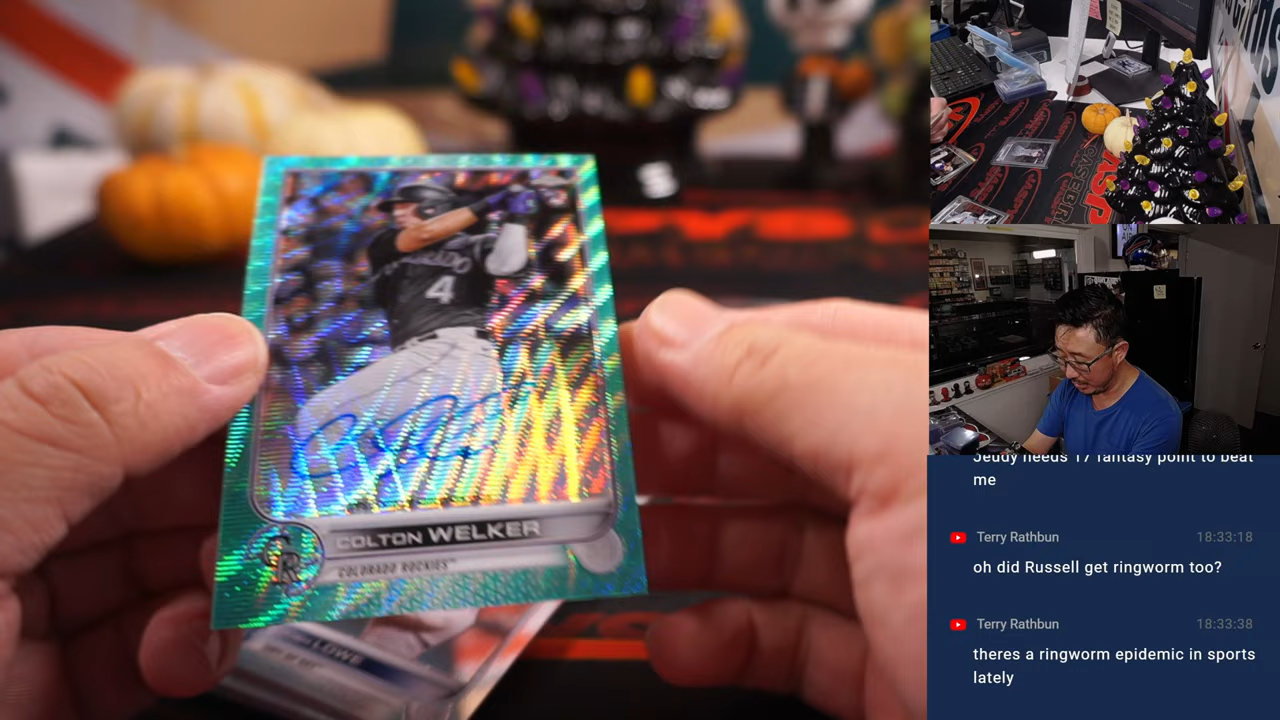 COLORADO
4
COLTON WELKER
COLORADO ROCKIES™
CR
LOWE
Jeudy needs 17 fantasy point to beat
me
Terry Rathbun 18:33:18
oh did Russell get ringworm too?
Terry Rathbun 18:33:38
theres a ringworm epidemic in sports
lately